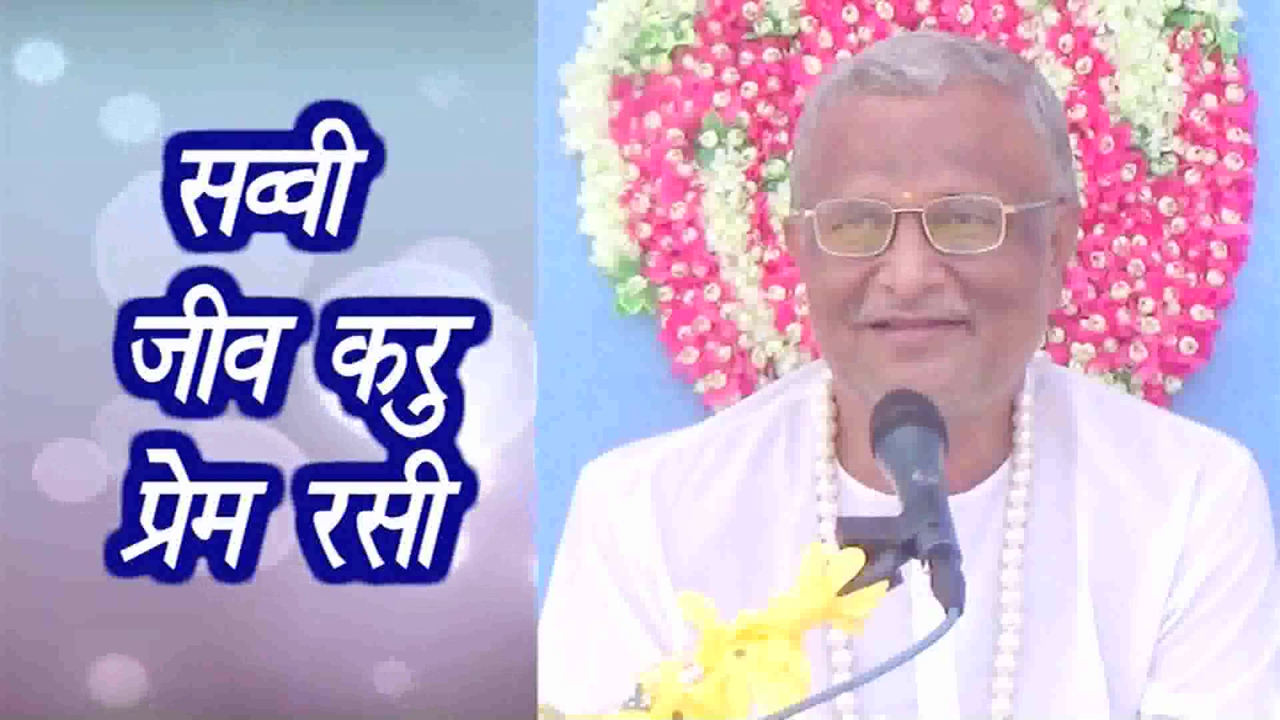 सव्वी
जीव करु
प्रेम रसी